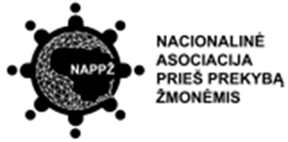 NAPPŽ
NACIONALINĖ
ASOCIACIJA
PRIEŠ PREKYBĄ
ŽMONĖMIS